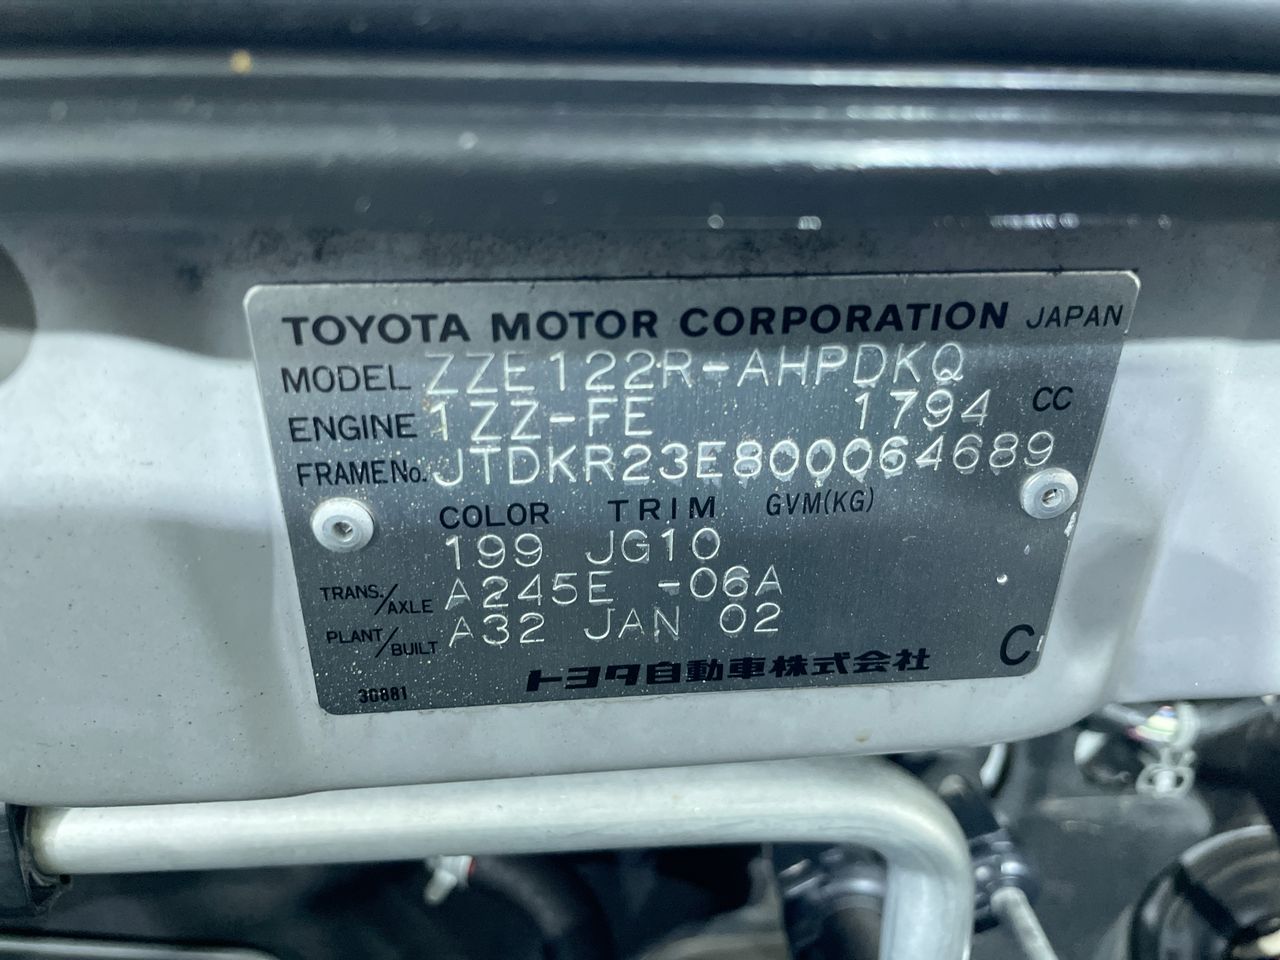 TOYOTA MOTOR CORPORATION JAPAN
MODEL ZZE122R-AHPDKQ
ENGINE 1ZZ-FE 1794 CC
FRAME No. JTDKR23E800064689
COLOR TRIM GVM(KG)
199 JG10
TRANS./AXLE A245E -06A
PLANT/BUILT A32 JAN 02
30881 トヨタ自動車株式会社 C